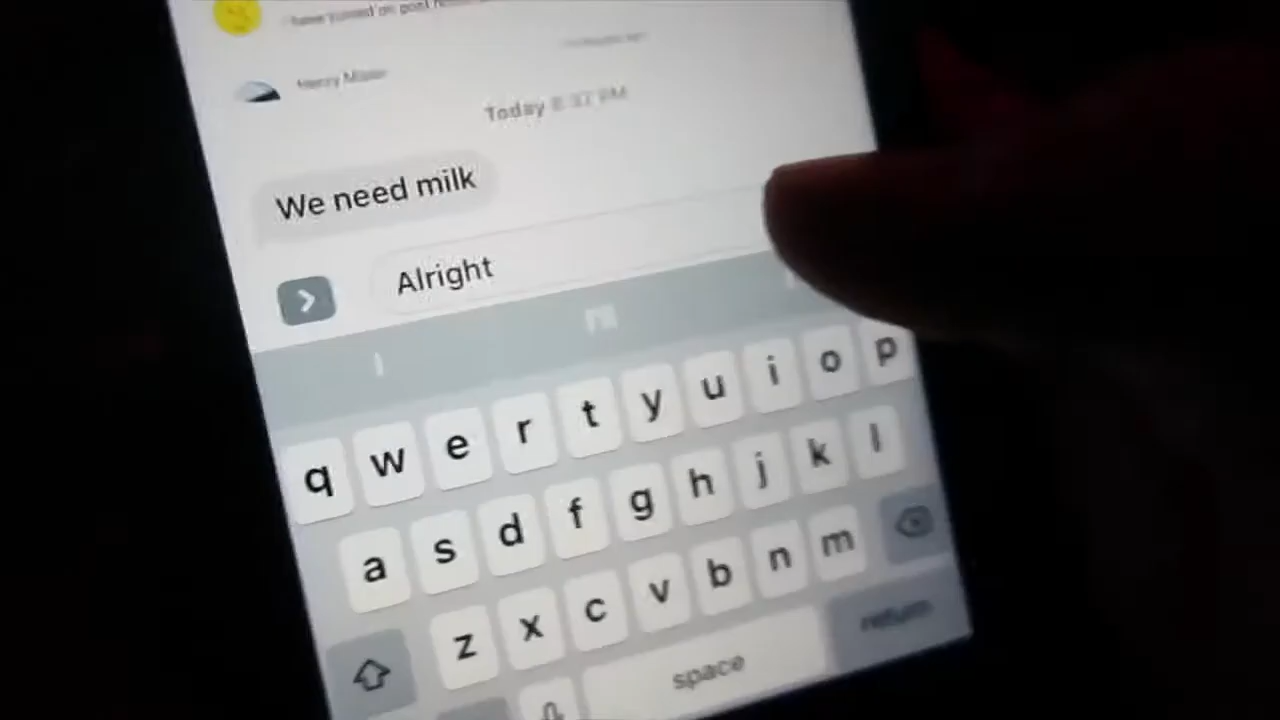 Today
We need milk
Alright
q w e r t y u i o p
a s d f g h j k l
z x c v b n m
space
return